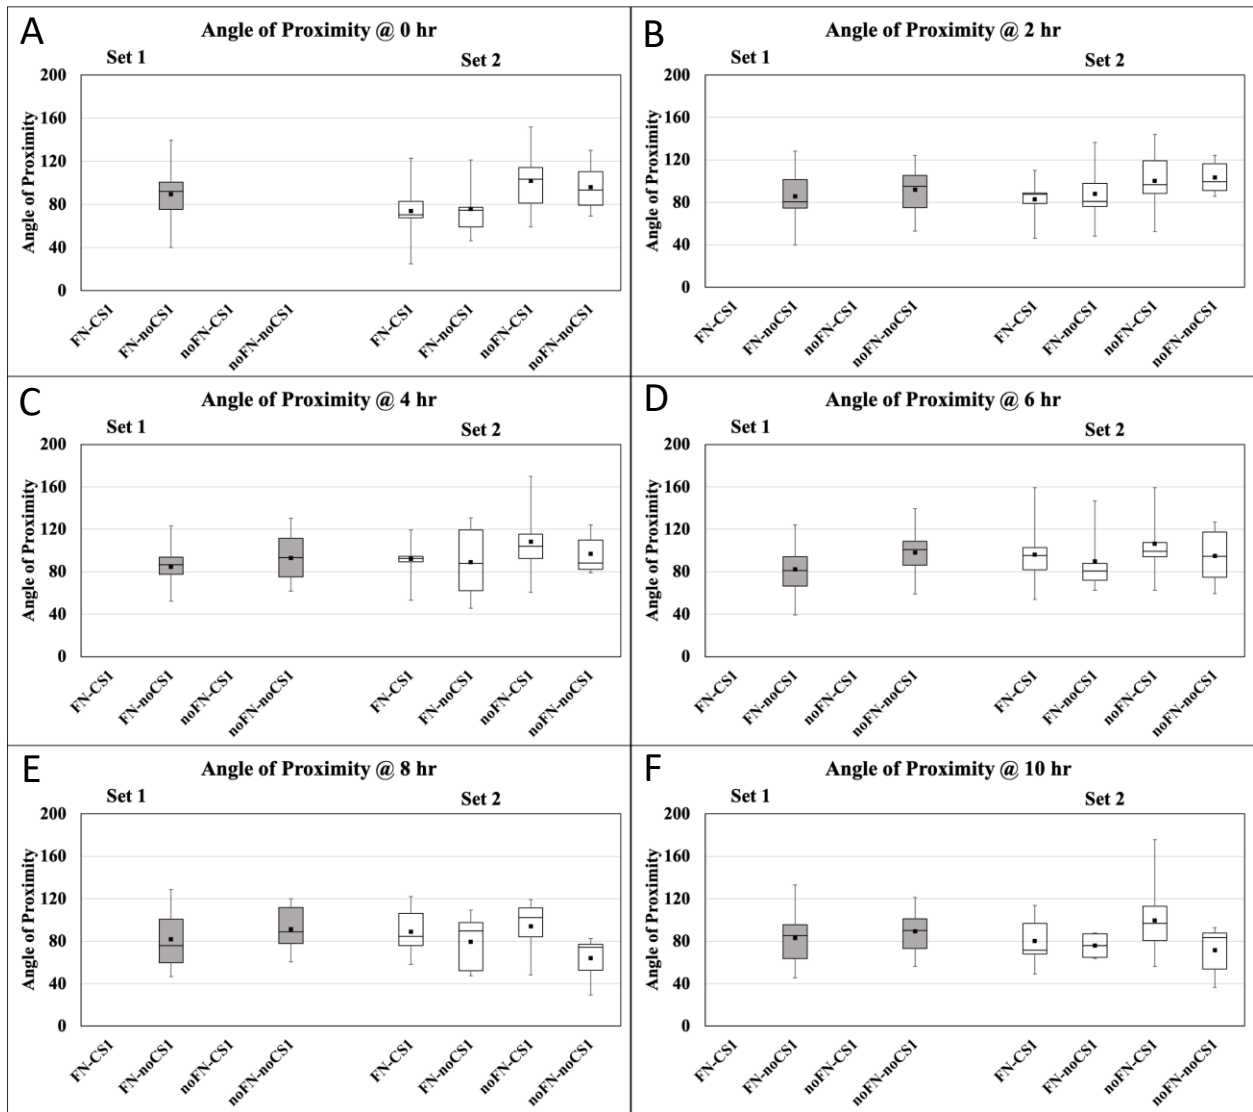 A
Angle of Proximity @ 0 hr
Set 1
Set 2
Angle of Proximity
200
160
120
80
40
0
FN-CS1
FN-noCS1
noFN-CS1
noFN-noCS1
FN-CS1
FN-noCS1
noFN-CS1
noFN-noCS1
B
Angle of Proximity @ 2 hr
Set 1
Set 2
Angle of Proximity
200
160
120
80
40
0
FN-CS1
FN-noCS1
noFN-CS1
noFN-noCS1
FN-CS1
FN-noCS1
noFN-CS1
noFN-noCS1
C
Angle of Proximity @ 4 hr
Set 1
Set 2
Angle of Proximity
200
160
120
80
40
0
FN-CS1
FN-noCS1
noFN-CS1
noFN-noCS1
FN-CS1
FN-noCS1
noFN-CS1
noFN-noCS1
D
Angle of Proximity @ 6 hr
Set 1
Set 2
Angle of Proximity
200
160
120
80
40
0
FN-CS1
FN-noCS1
noFN-CS1
noFN-noCS1
FN-CS1
FN-noCS1
noFN-CS1
noFN-noCS1
E
Angle of Proximity @ 8 hr
Set 1
Set 2
Angle of Proximity
200
160
120
80
40
0
FN-CS1
FN-noCS1
noFN-CS1
noFN-noCS1
FN-CS1
FN-noCS1
noFN-CS1
noFN-noCS1
F
Angle of Proximity @ 10 hr
Set 1
Set 2
Angle of Proximity
200
160
120
80
40
0
FN-CS1
FN-noCS1
noFN-CS1
noFN-noCS1
FN-CS1
FN-noCS1
noFN-CS1
noFN-noCS1